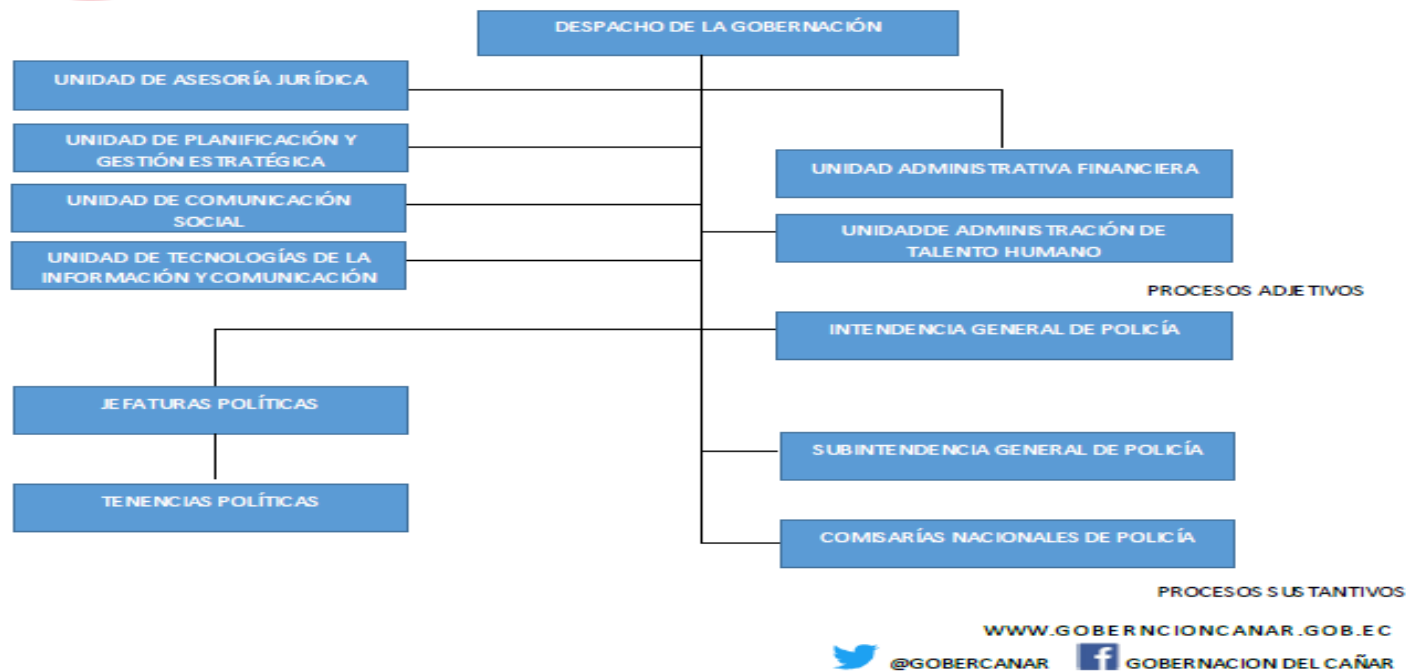 DESPACHO DE LA GOBERNACIÓN
UNIDAD DE ASESORÍA JURÍDICA
UNIDAD DE PLANIFICACIÓN Y
GESTIÓN ESTRATÉGICA
UNIDAD ADMINISTRATIVA FINANCIERA
UNIDAD DE COMUNICACIÓN
SOCIAL
UNIDADDE ADMINISTRACIÓN DE
TALENTO HUMANO
UNIDAD DE TECNOLOGÍAS DE LA
INFORMACIÓN Y COMUNICACIÓN
PROCESOS ADJETIVOS
INTENDENCIA GENERAL DE POLICÍA
JEFATURAS POLÍTICAS
SUBINTENDENCIA GENERAL DE POLICÍA
TENENCIAS POLÍTICAS
COMISARÍAS NACIONALES DE POLICÍA
PROCESOS SUSTANTIVOS
WWW.GOBERNCIONCANAR.GOB.EC
@GOBERCANAR f GOBERNACION DEL CAÑAR